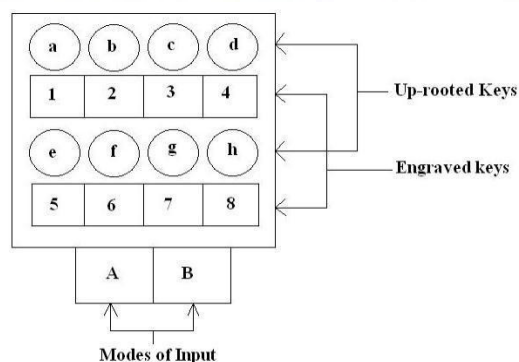 a b c d
1 2 3 4
Up-rooted Keys
e f g h
Engraved keys
5 6 7 8
A B
Modes of Input